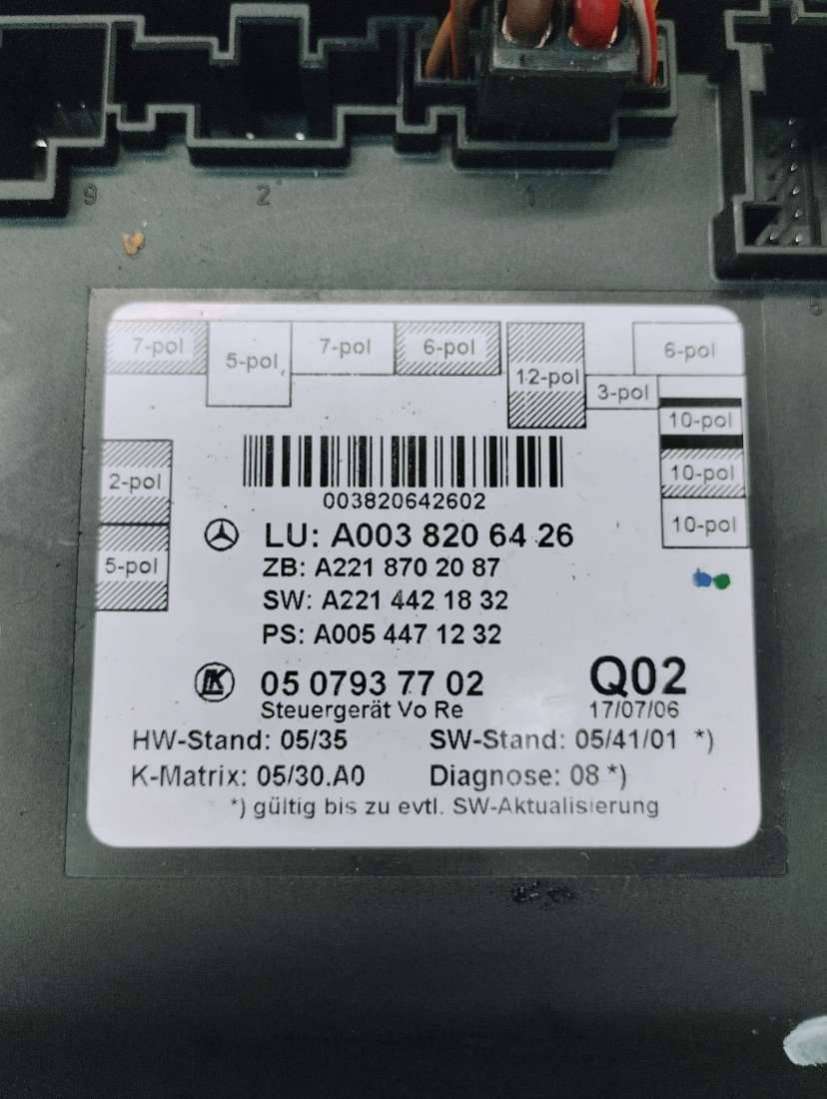 9 2 1
5
7-pol 5-pol 7-pol 6-pol 12-pol 3-pol 6-pol
10-pol
10-pol
10-pol
2-pol
5-pol
003820642602
LU: A003 820 64 26
ZB: A221 870 20 87
SW: A221 442 18 32
PS: A005 447 12 32
05 0793 77 02 Q02
Steuergerät Vo Re 17/07/06
HW-Stand: 05/35 SW-Stand: 05/41/01 *)
K-Matrix: 05/30.A0 Diagnose: 08 *)
*) gültig bis zu evtl. SW-Aktualisierung